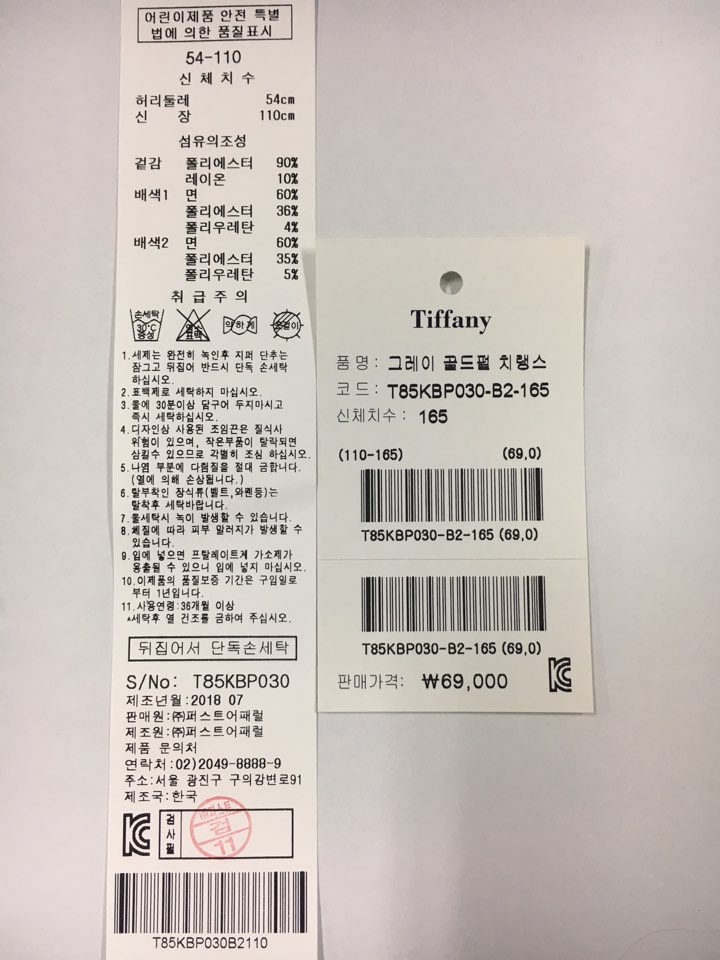 어린이제품 안전 특별
법에 의한 품질표시
54-110
신체치수
허리둘레 54cm
신 장 110cm
섬유의조성
겉감 폴리에스터 90%
레이온 10%
배색1 면 60%
폴리에스터 36%
폴리우레탄 4%
배색2 면 60%
폴리에스터 35%
폴리우레탄 5%
취급주의
손세탁
30℃
중성
염소
표백
약하게
옷걸이
1.세제는 완전히 녹인후 지퍼 단추는
잠그고 뒤집어 반드시 단독 손세탁
하십시오.
2.표백제로 세탁하지 마십시오.
3.물에 30분이상 담구어 두지마시고
즉시 세탁하십시오.
4.디자인상 사용된 조임끈은 질식사
위험이 있으며, 작은부품이 탈락되면
삼킬수 있으므로 각별히 조심 하십시오.
5.나염 부분에 다림질을 절대 금합니다.
(열에 의해 손상됩니다.)
6.탈부착인 장식류(벨트,와펜등)는
탈착후 세탁바랍니다.
7.물세탁시 녹이 발생할 수 있습니다.
8.체질에 따라 피부 알러지가 발생할 수
있습니다.
9.입에 넣으면 프탈레이트계 가소제가
용출될 수 있으니 입에 넣지 마십시오.
10.이제품의 품질보증 기간은 구입일로
부터 1년입니다.
11.사용연령:36개월 이상
*세탁후 열 건조를 금하여 주십시오.
뒤집어서 단독손세탁
S/No: T85KBP030
제조년월:2018 07
판매원:㈜퍼스트어패럴
제조원:㈜퍼스트어패럴
제품 문의처
연락처:02)2049-8888~9
주소:서울 광진구 구의강변로91
제조국:한국
검사필
검
11
T85KBP030B2110
Tiffany
품 명 : 그레이 골드펄 치랭스
코 드 : T85KBP030-B2-165
신체치수 : 165
(110-165) (69,0)
T85KBP030-B2-165 (69,0)
T85KBP030-B2-165 (69,0)
판매가격: ₩69,000